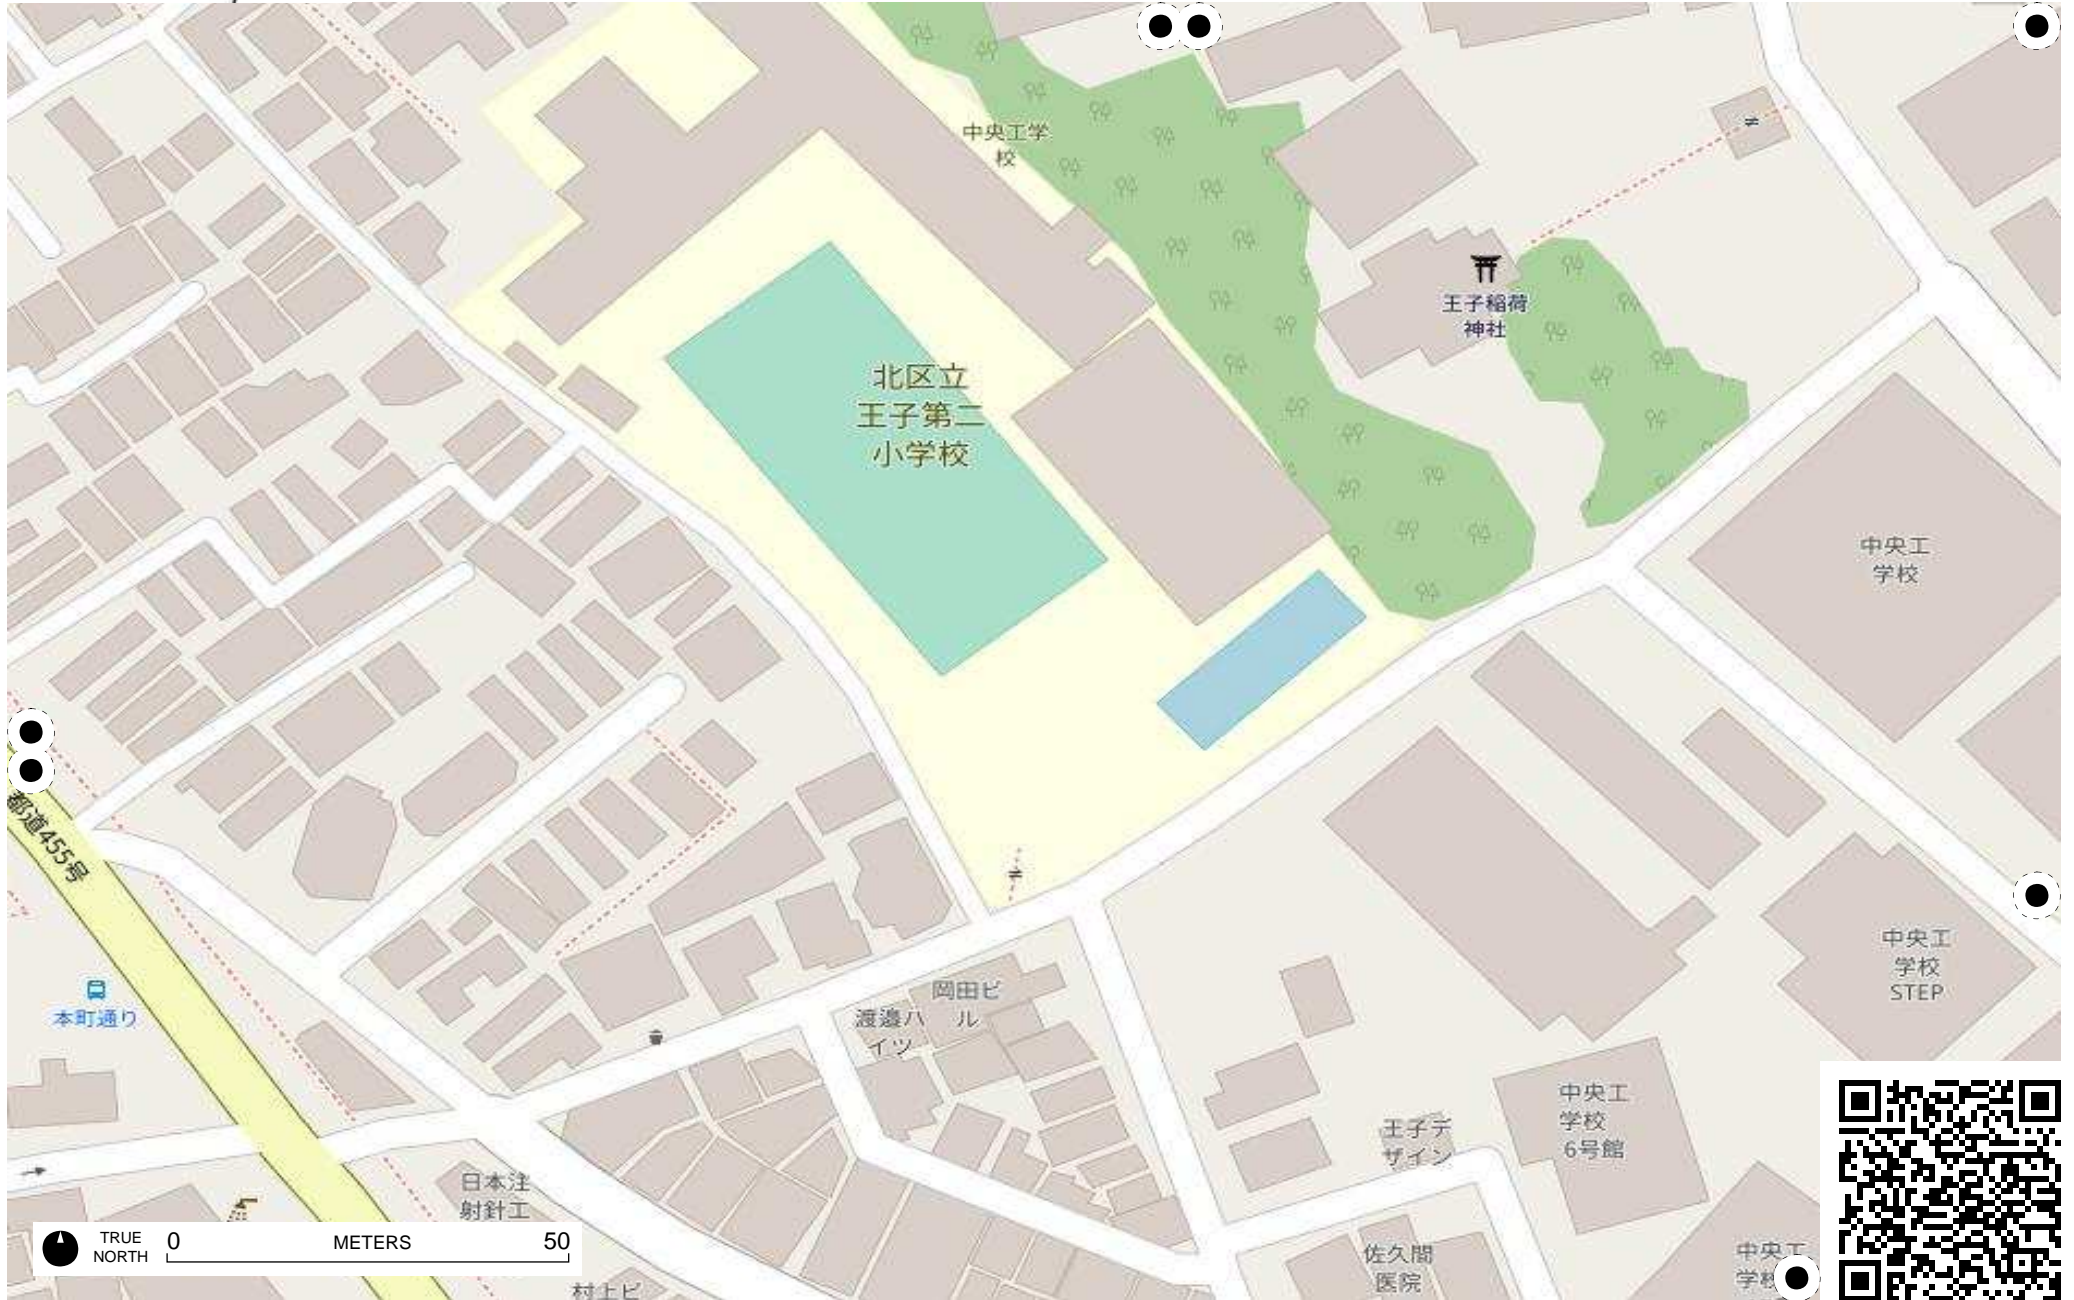 中央工学
校
王子稲荷
神社
北区立
王子第二
小学校
中央工
学校
都道455号
中央工
学校
STEP
本町通り
岡田ビ
ル
渡邉ハ
イツ
中央工
学校
6号館
王子デ
ザイン
日本注
射針工
TRUE
NORTH
0 METERS 50
佐久間
医院
中央工
学校
村上ビ